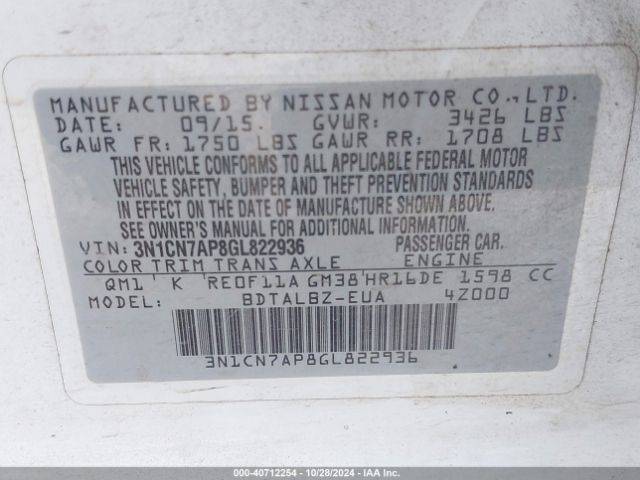 MANUFACTURED BY NISSAN MOTOR CO., LTD.
DATE: 09/15. GVWR: 3426 LBS
GAWR FR: 1750 LBS GAWR RR: 1708 LBS
THIS VEHICLE CONFORMS TO ALL APPLICABLE FEDERAL MOTOR
VEHICLE SAFETY, BUMPER AND THEFT PREVENTION STANDARDS
IN EFFECT ON THE DATE OF MANUFACTURE SHOWN ABOVE.
SEE OWNER'S MANUAL FOR ADDITIONAL INFORMATION.
VIN: 3N1CN7AP8GL822936 PASSENGER CAR.
COLOR TRIM TRANS AXLE ENGINE
QM1 K RE0F11A GM38 HR16DE 1598 CC
MODEL: BDTALBZ-EUA 4Z000
3N1CN7AP8GL822936
000-40712254 | 10/28/2024 - IAA Inc. |